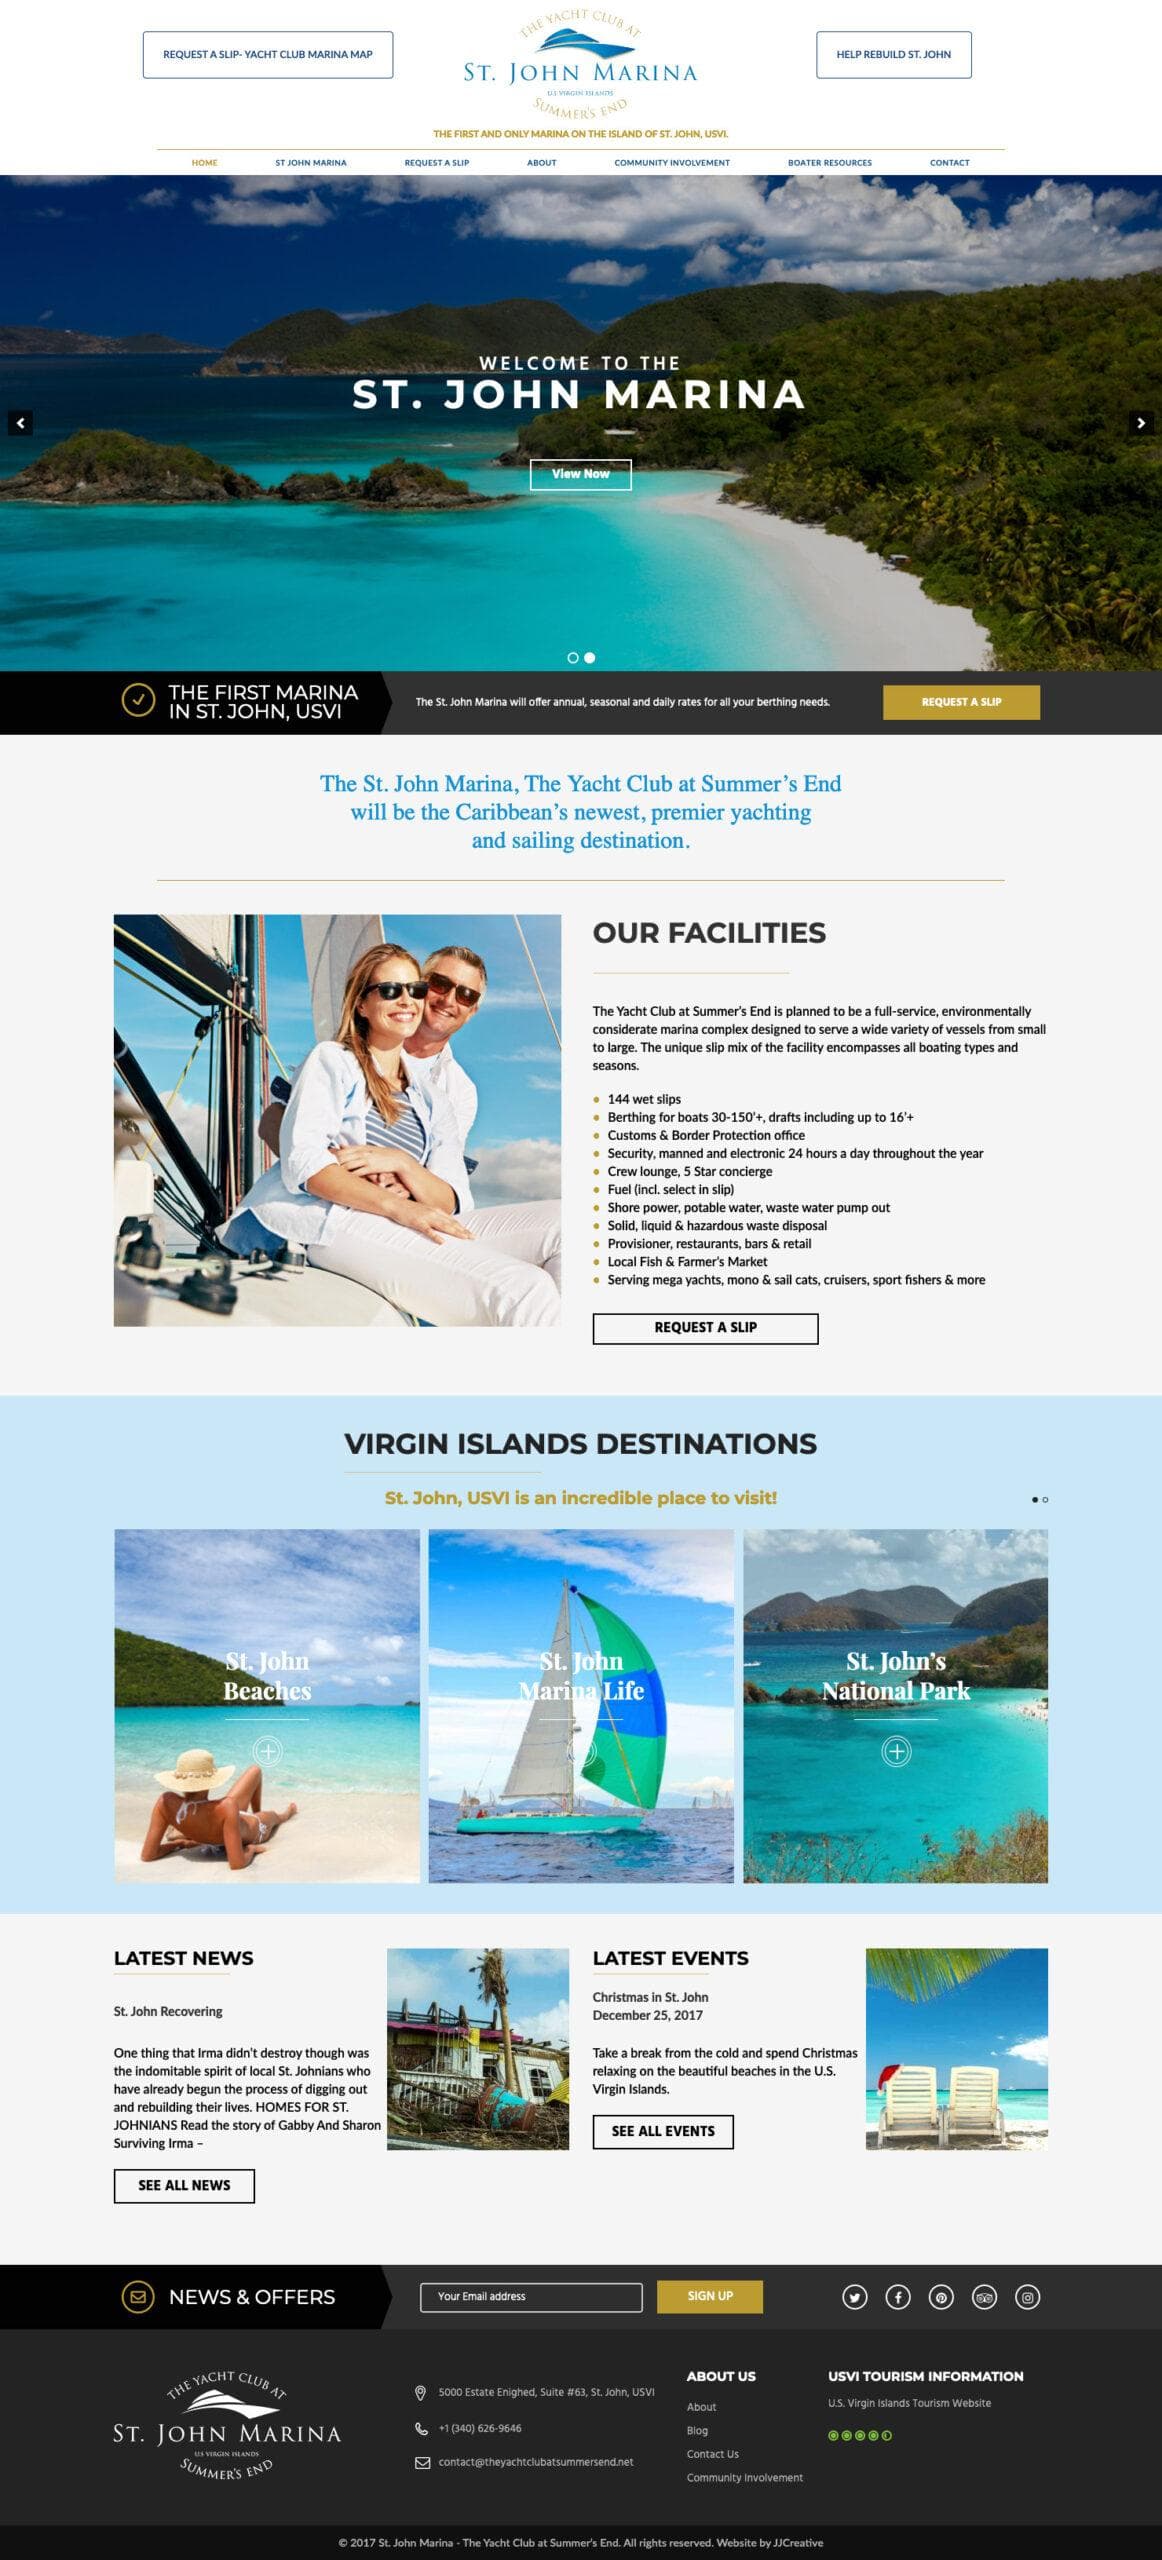 REQUEST A SLIP- YACHT CLUB MARINA MAP
THE YACHT CLUB AT
ST. JOHN MARINA
U.S VIRGIN ISLANDS
SUMMER'S END
HELP REBUILD ST. JOHN
THE FIRST AND ONLY MARINA ON THE ISLAND OF ST. JOHN, USVI.
HOME ST JOHN MARINA REQUEST A SLIP ABOUT COMMUNITY INVOLVEMENT BOATER RESOURCES CONTACT
WELCOME TO THE
ST. JOHN MARINA
View Now
THE FIRST MARINA
IN ST. JOHN, USVI
The St. John Marina will offer annual, seasonal and daily rates for all your berthing needs.
REQUEST A SLIP
The St. John Marina, The Yacht Club at Summer’s End
will be the Caribbean’s newest, premier yachting
and sailing destination.
OUR FACILITIES
The Yacht Club at Summer’s End is planned to be a full-service, environmentally
considerate marina complex designed to serve a wide variety of vessels from small
to large. The unique slip mix of the facility encompasses all boating types and
seasons.
144 wet slips
Berthing for boats 30-150’+, drafts including up to 16’+
Customs & Border Protection office
Security, manned and electronic 24 hours a day throughout the year
Crew lounge, 5 Star concierge
Fuel (incl. select in slip)
Shore power, potable water, waste water pump out
Solid, liquid & hazardous waste disposal
Provisioner, restaurants, bars & retail
Local Fish & Farmer’s Market
Serving mega yachts, mono & sail cats, cruisers, sport fishers & more
REQUEST A SLIP
VIRGIN ISLANDS DESTINATIONS
St. John, USVI is an incredible place to visit!
St. John
Beaches
St. John
Marina Life
St. John’s
National Park
LATEST NEWS
St. John Recovering
One thing that Irma didn’t destroy though was
the indomitable spirit of local St. Johnians who
have already begun the process of digging out
and rebuilding their lives. HOMES FOR ST.
JOHNIANS Read the story of Gabby And Sharon
Surviving Irma –
SEE ALL NEWS
LATEST EVENTS
Christmas in St. John
December 25, 2017
Take a break from the cold and spend Christmas
relaxing on the beautiful beaches in the U.S.
Virgin Islands.
SEE ALL EVENTS
NEWS & OFFERS
Your Email address
SIGN UP
THE YACHT CLUB AT
ST. JOHN MARINA
U.S VIRGIN ISLANDS
SUMMER'S END
5000 Estate Enighed, Suite #63, St. John, USVI
+1 (340) 626-9646
contact@theyachtclubatsummersend.net
ABOUT US
About
Blog
Contact Us
Community Involvement
USVI TOURISM INFORMATION
U.S. Virgin Islands Tourism Website
© 2017 St. John Marina - The Yacht Club at Summer's End. All rights reserved. Website by JJCreative